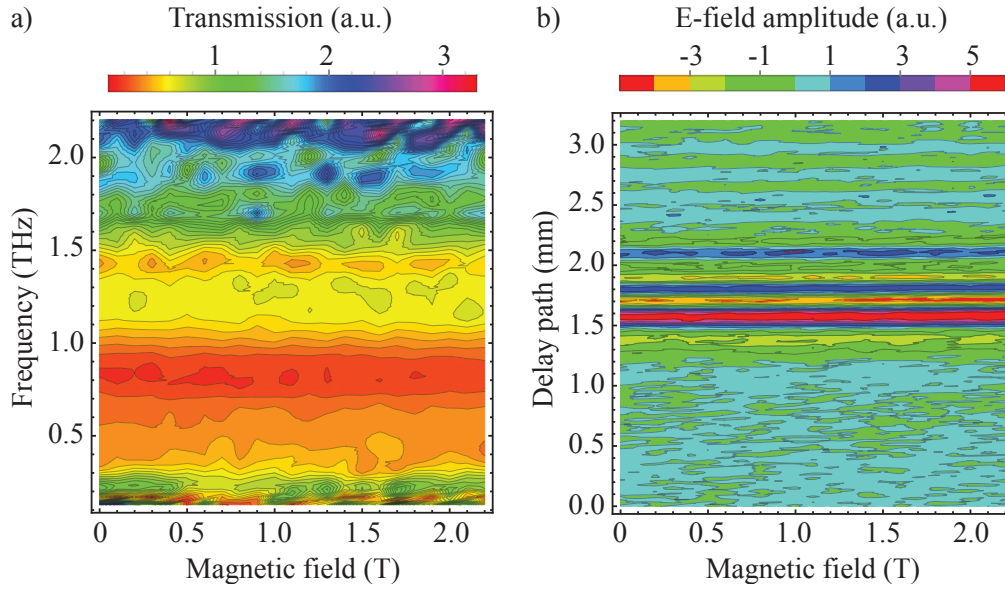 a) Transmission (a.u.)
1 2 3
Frequency (THz)
2.0
1.5
1.0
0.5
0 0.5 1.0 1.5 2.0
Magnetic field (T)
b) E-field amplitude (a.u.)
-3 -1 1 3 5
Delay path (mm)
3.0
2.5
2.0
1.5
1.0
0.5
0.0
0 0.5 1.0 1.5 2.0
Magnetic field (T)